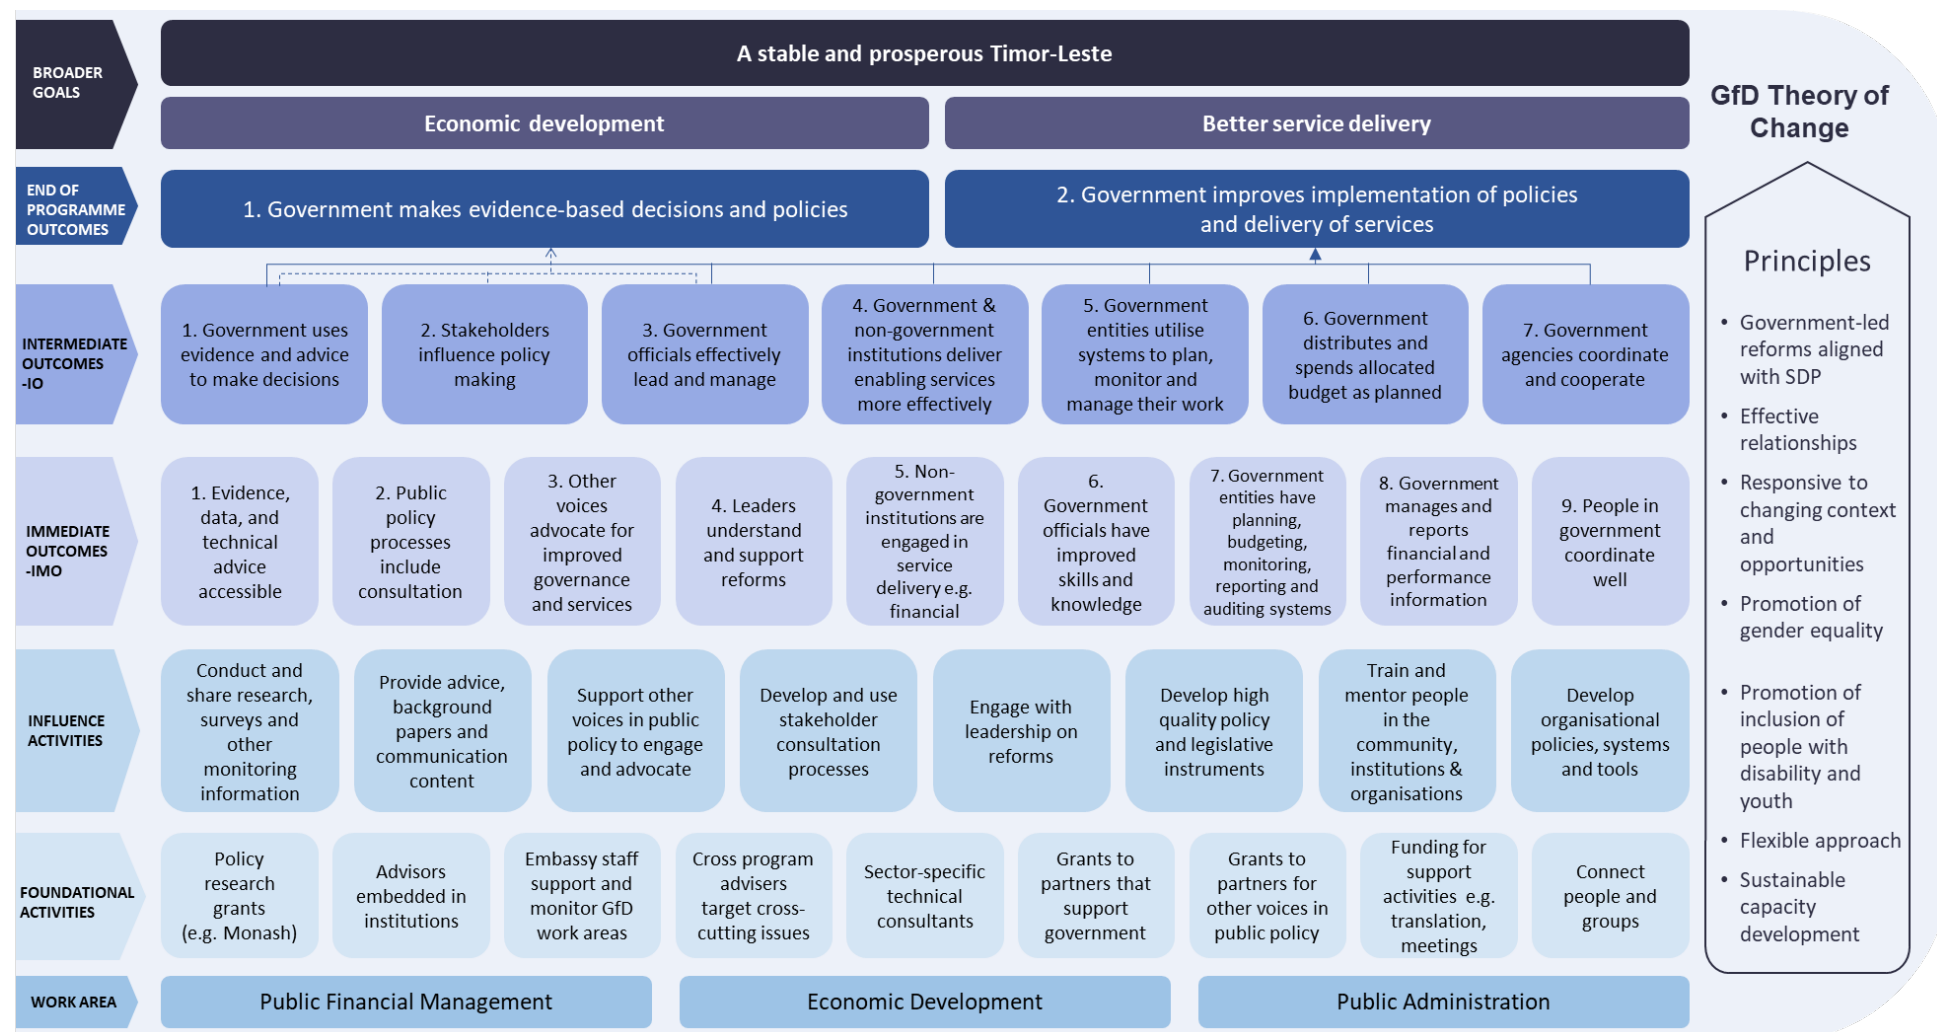 BROADER
GOALS
A stable and prosperous Timor-Leste
Economic development
Better service delivery
END OF
PROGRAMME
OUTCOMES
1. Government makes evidence-based decisions and policies
2. Government improves implementation of policies
and delivery of services
INTERMEDIATE
OUTCOMES
-IO
1. Government uses
evidence and advice
to make decisions
2. Stakeholders
influence policy
making
3. Government
officials effectively
lead and manage
4. Government &
non-government
institutions deliver
enabling services
more effectively
5. Government
entities utilise
systems to plan,
monitor and
manage their work
6. Government
distributes and
spends allocated
budget as planned
7. Government
agencies coordinate
and cooperate
IMMEDIATE
OUTCOMES
-IMO
1. Evidence,
data, and
technical
advice
accessible
2. Public
policy
processes
include
consultation
3. Other
voices
advocate for
improved
governance
and services
4. Leaders
understand
and support
reforms
5. Non-
government
institutions are
engaged in
service
delivery e.g.
financial
6.
Government
officials have
improved
skills and
knowledge
7. Government
entities have
planning,
budgeting,
monitoring,
reporting and
auditing systems
8. Government
manages and
reports
financial and
performance
information
9. People in
government
coordinate
well
INFLUENCE
ACTIVITIES
Conduct and
share research,
surveys and
other
monitoring
information
Provide advice,
background
papers and
communication
content
Support other
voices in public
policy to engage
and advocate
Develop and use
stakeholder
consultation
processes
Engage with
leadership on
reforms
Develop high
quality policy
and legislative
instruments
Train and
mentor people
in the
community,
institutions &
organisations
Develop
organisational
policies, systems
and tools
FOUNDATIONAL
ACTIVITIES
Policy
research
grants
(e.g. Monash)
Advisors
embedded in
institutions
Embassy staff
support and
monitor GfD
work areas
Cross program
advisers
target cross-
cutting issues
Sector-specific
technical
consultants
Grants to
partners that
support
government
Grants to
partners for
other voices in
public policy
Funding for
support
activities e.g.
translation,
meetings
Connect
people and
groups
WORK AREA
Public Financial Management
Economic Development
Public Administration
GfD Theory of
Change
Principles
• Government-led
reforms aligned
with SDP
• Effective
relationships
• Responsive to
changing context
and
opportunities
• Promotion of
gender equality
• Promotion of
inclusion of
people with
disability and
youth
• Flexible approach
• Sustainable
capacity
development